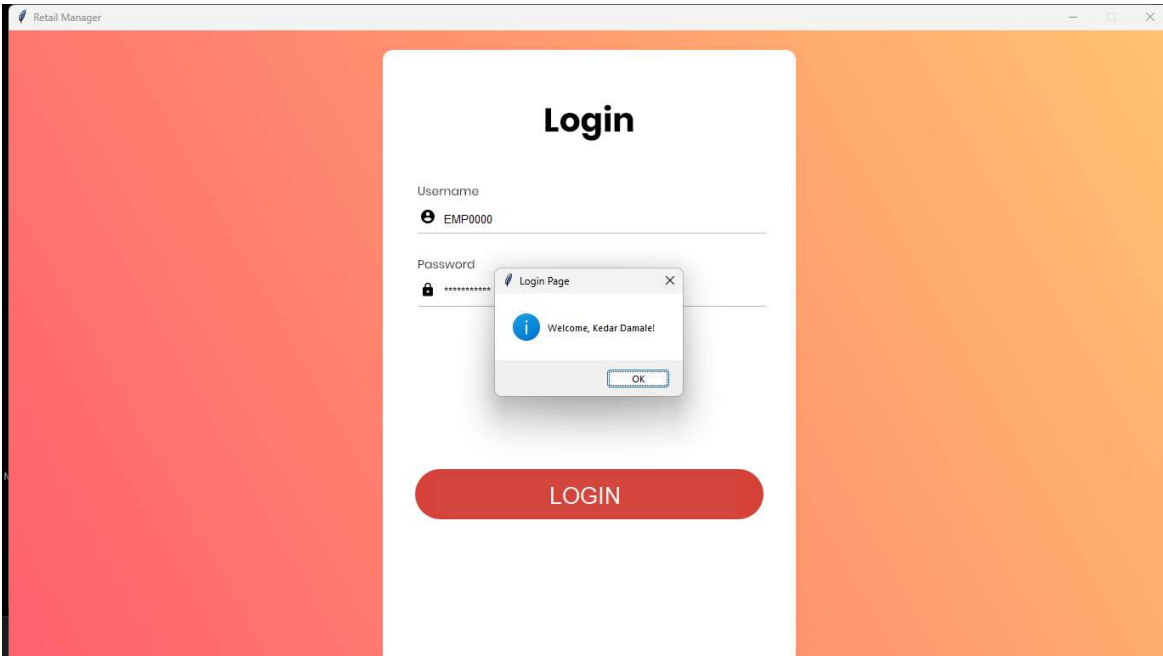 Retail Manager
Login
Username
EMP0000
Password
***********
Login Page
Welcome, Kedar Damale!
OK
LOGIN